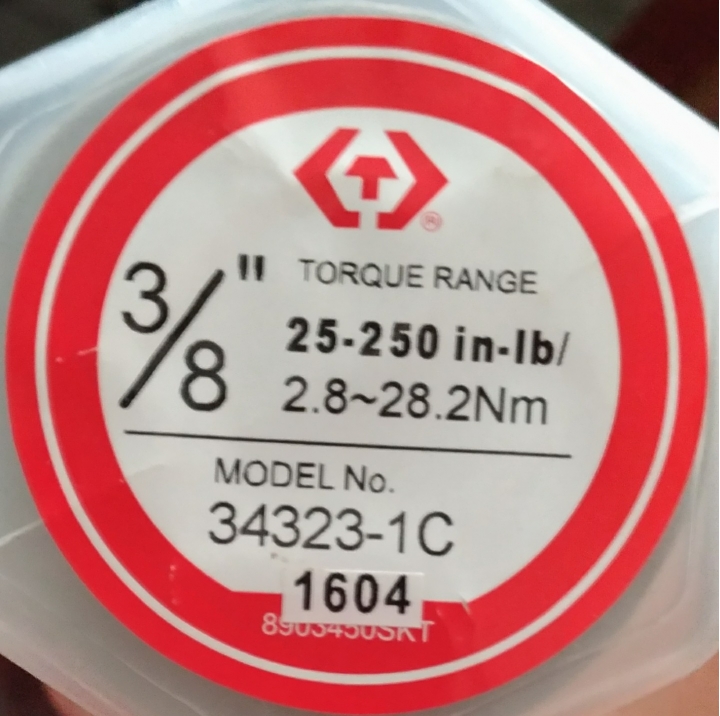 ®
3/8"
TORQUE RANGE
25-250 in-lb/
2.8~28.2Nm
MODEL No.
34323-1C
1604